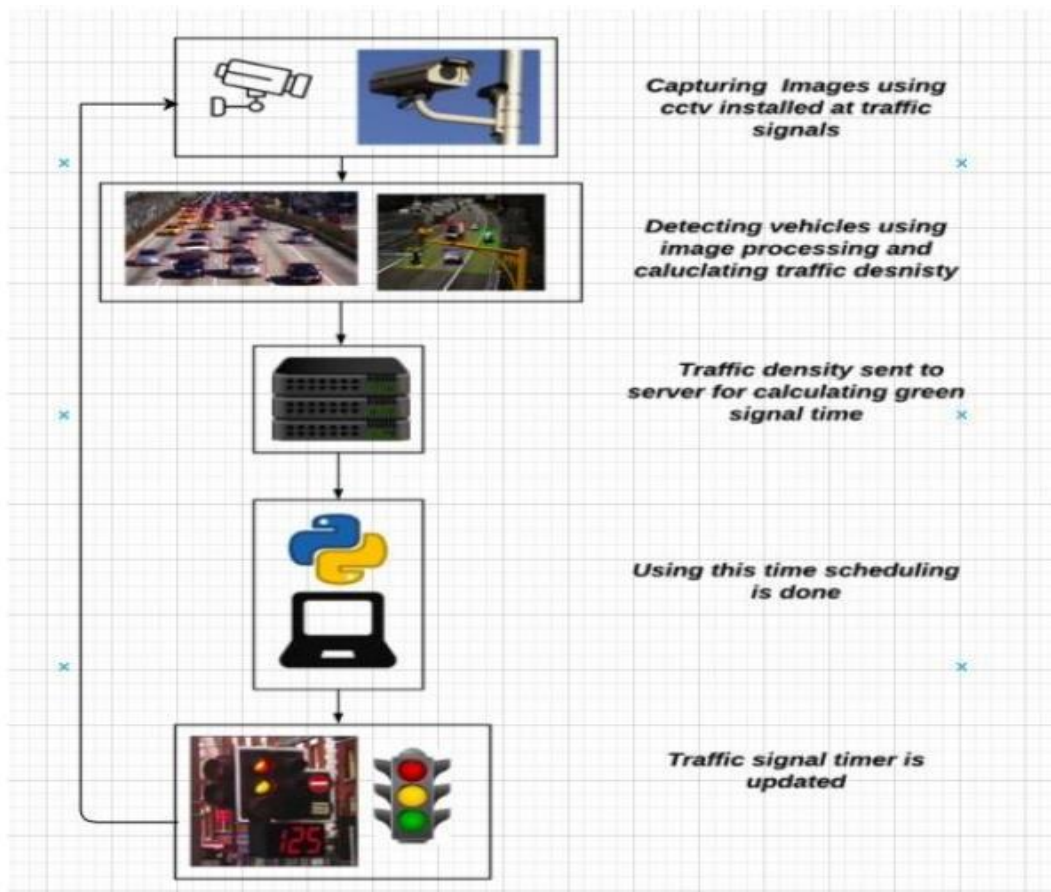 Capturing Images using
cctv installed at traffic
signals
Detecting vehicles using
image processing and
caluclating traffic desnisty
Traffic density sent to
server for calculating green
signal time
Using this time scheduling
is done
125
Traffic signal timer is
updated